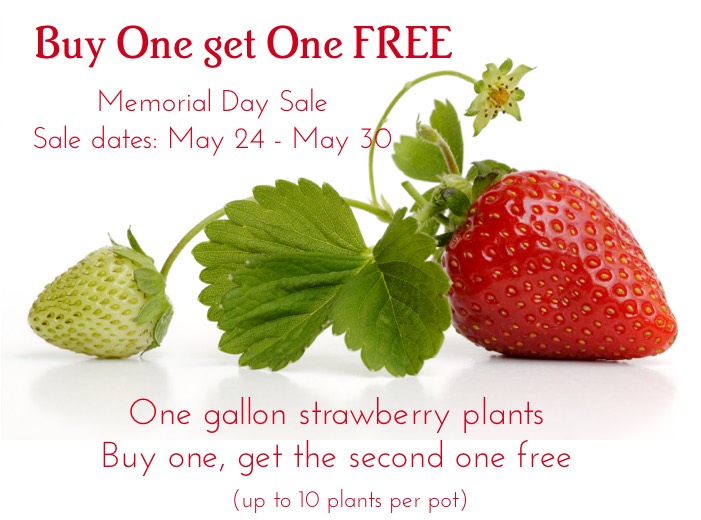 Buy One get One FREE
Memorial Day Sale
Sale dates: May 24 - May 30
One gallon strawberry plants
Buy one, get the second one free
(up to 10 plants per pot)